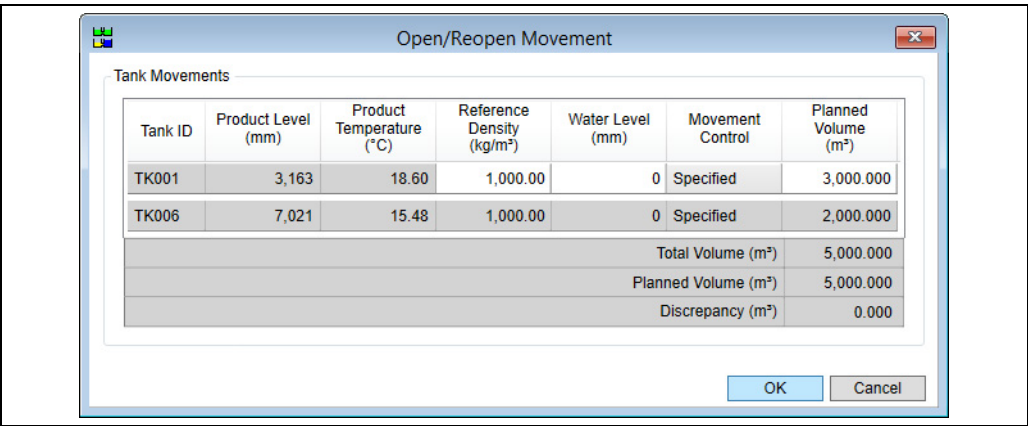 Open/Reopen Movement
Tank Movements
Tank ID Product Level (mm) Product Temperature (°C) Reference Density (kg/m³) Water Level (mm) Movement Control Planned Volume (m³)
TK001 3,163 18.60 1,000.00 0 Specified 3,000.000
TK006 7,021 15.48 1,000.00 0 Specified 2,000.000
Total Volume (m³) 5,000.000
Planned Volume (m³) 5,000.000
Discrepancy (m³) 0.000
OK Cancel